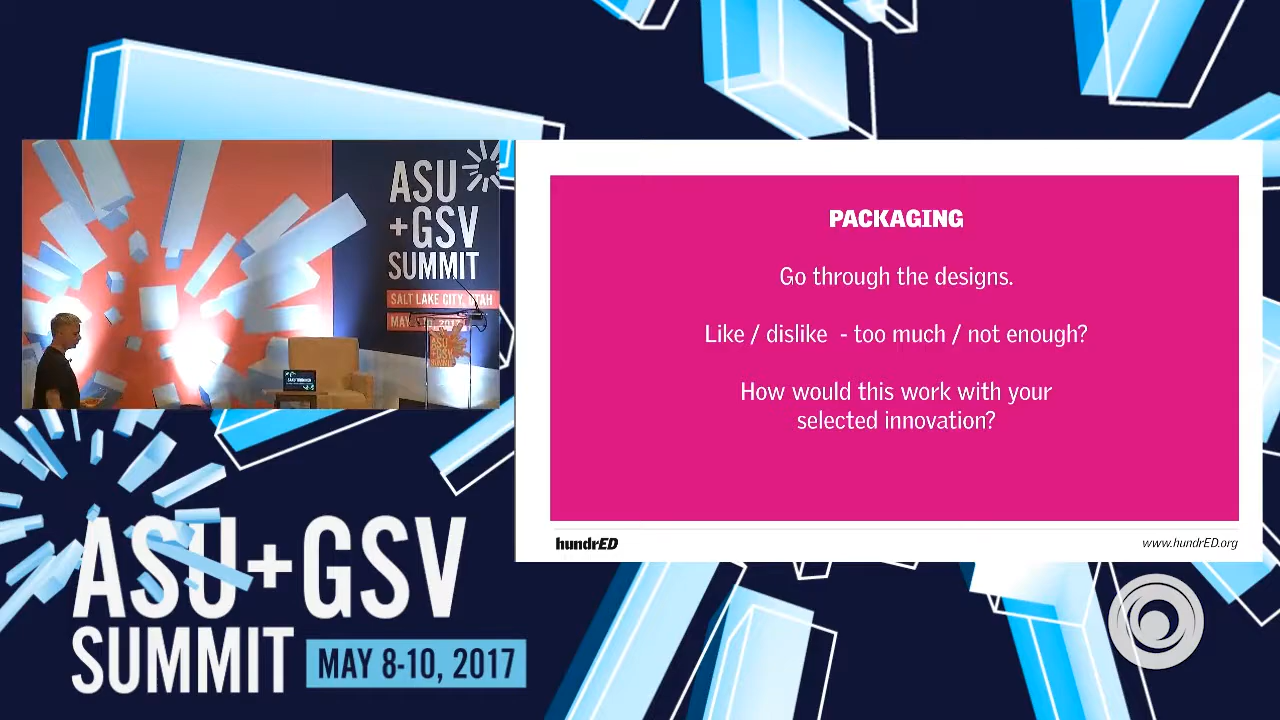 ASU
+GSV
SUMMIT
SALT LAKE CITY, UTAH
PACKAGING
Go through the designs.
Like / dislike - too much / not enough?
How would this work with your
selected innovation?
hundrED
www.hundrED.org
ASU+GSV
SUMMIT
MAY 8-10, 2017